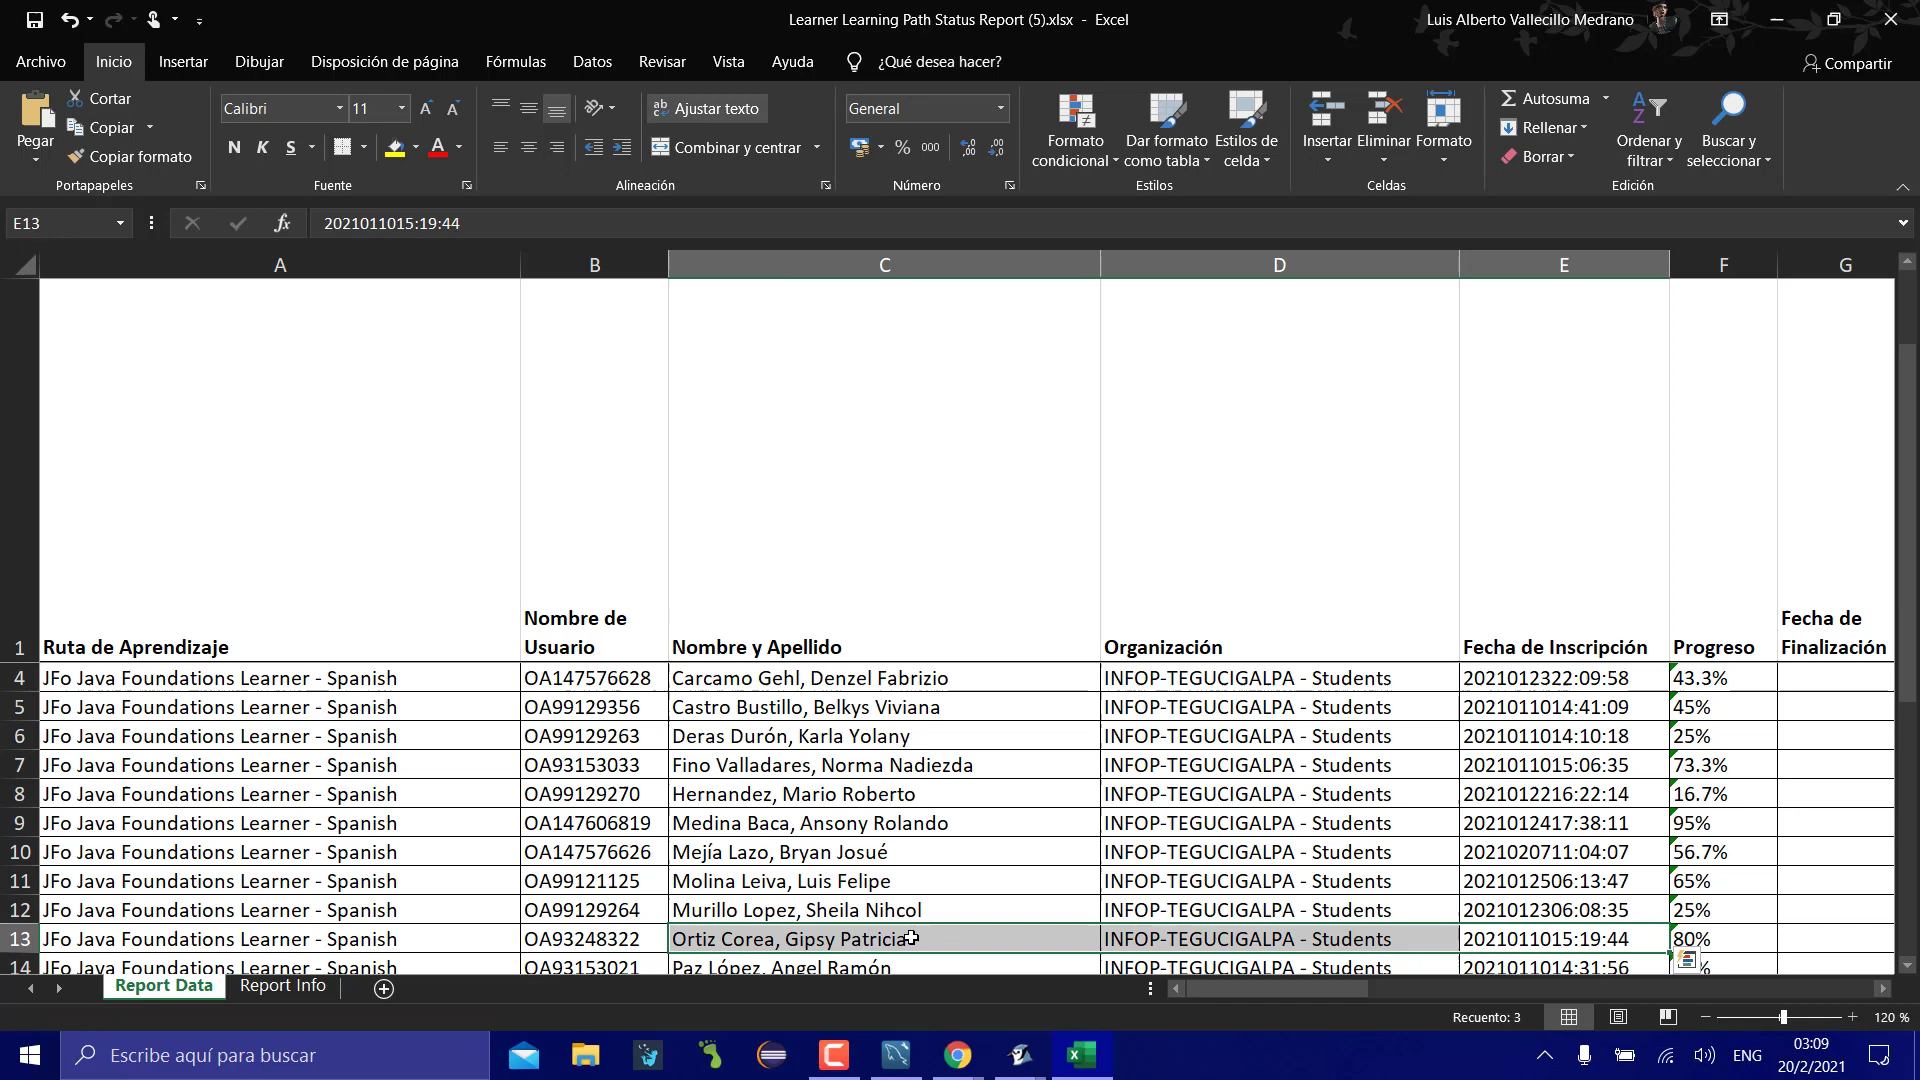 Learner Learning Path Status Report (5).xlsx - Excel
Luis Alberto Vallecillo Medrano
Archivo Inicio Insertar Dibujar Disposición de página Fórmulas Datos Revisar Vista Ayuda ¿Qué desea hacer? Compartir
Pegar
Cortar
Copiar
Copiar formato
Portapapeles
Calibri 11
N K S
Fuente
Ajustar texto
Combinar y centrar
Alineación
General
% 000
Número
Formato condicional
Dar formato como tabla
Estilos de celda
Estilos
Insertar Eliminar Formato
Celdas
Autosuma
Rellenar
Borrar
Ordenar y filtrar
Buscar y seleccionar
Edición
E13 fx 2021011015:19:44
A B C D E F G
1 Ruta de Aprendizaje Nombre de Usuario Nombre y Apellido Organización Fecha de Inscripción Progreso Fecha de Finalización
4 JFo Java Foundations Learner - Spanish OA147576628 Carcamo Gehl, Denzel Fabrizio INFOP-TEGUCIGALPA - Students 2021012322:09:58 43.3%
5 JFo Java Foundations Learner - Spanish OA99129356 Castro Bustillo, Belkys Viviana INFOP-TEGUCIGALPA - Students 2021011014:41:09 45%
6 JFo Java Foundations Learner - Spanish OA99129263 Deras Durón, Karla Yolany INFOP-TEGUCIGALPA - Students 2021011014:10:18 25%
7 JFo Java Foundations Learner - Spanish OA93153033 Fino Valladares, Norma Nadiezda INFOP-TEGUCIGALPA - Students 2021011015:06:35 73.3%
8 JFo Java Foundations Learner - Spanish OA99129270 Hernandez, Mario Roberto INFOP-TEGUCIGALPA - Students 2021012216:22:14 16.7%
9 JFo Java Foundations Learner - Spanish OA147606819 Medina Baca, Ansony Rolando INFOP-TEGUCIGALPA - Students 2021012417:38:11 95%
10 JFo Java Foundations Learner - Spanish OA147576626 Mejía Lazo, Bryan Josué INFOP-TEGUCIGALPA - Students 2021020711:04:07 56.7%
11 JFo Java Foundations Learner - Spanish OA99121125 Molina Leiva, Luis Felipe INFOP-TEGUCIGALPA - Students 2021012506:13:47 65%
12 JFo Java Foundations Learner - Spanish OA99129264 Murillo Lopez, Sheila Nihcol INFOP-TEGUCIGALPA - Students 2021012306:08:35 25%
13 JFo Java Foundations Learner - Spanish OA93248322 Ortiz Corea, Gipsy Patricia INFOP-TEGUCIGALPA - Students 2021011015:19:44 80%
14 JFo Java Foundations Learner - Spanish OA93153021 Paz López, Angel Ramón INFOP-TEGUCIGALPA - Students 2021011014:31:56 %
Report Data Report Info
Recuento: 3 120 %
Escribe aquí para buscar
ENG
03:09
20/2/2021